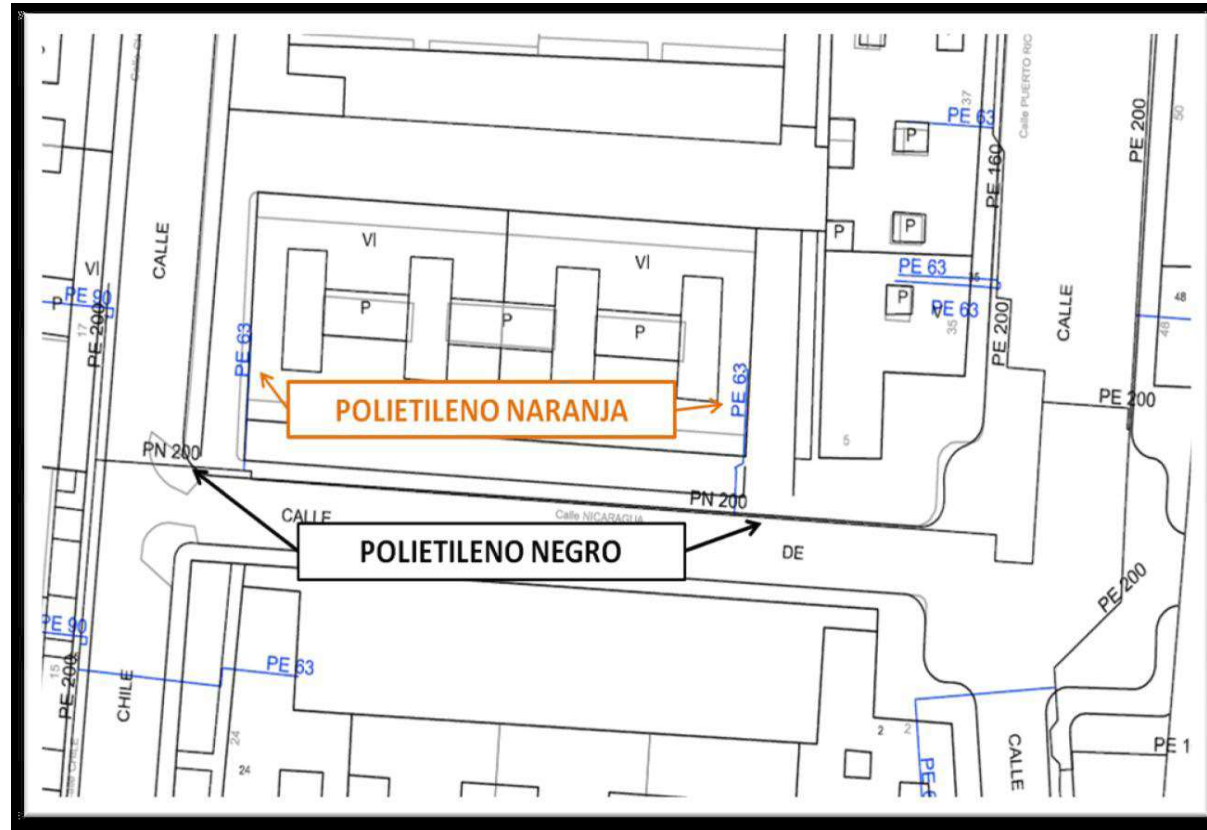 Calle PUERTO RIC
50
37
PE 63
P
PE 160
PE 200
CALLE
VI
VI
VI
P
P
PE 63
36
P
PE 63
35
CALLE
48
48
PE 90
P
17
PE 200
P
P
P
PE 200
PE 63
PE 63
PE 200
POLIETILENO NARANJA
5
PN 200
PN 200
CALLE
Calle NICARAGUA
DE
POLIETILENO NEGRO
PE 200
PE 90
15
PE 200
PE 63
CHILE
24
24
2
2
CALLE
PE 1
alle CHILE